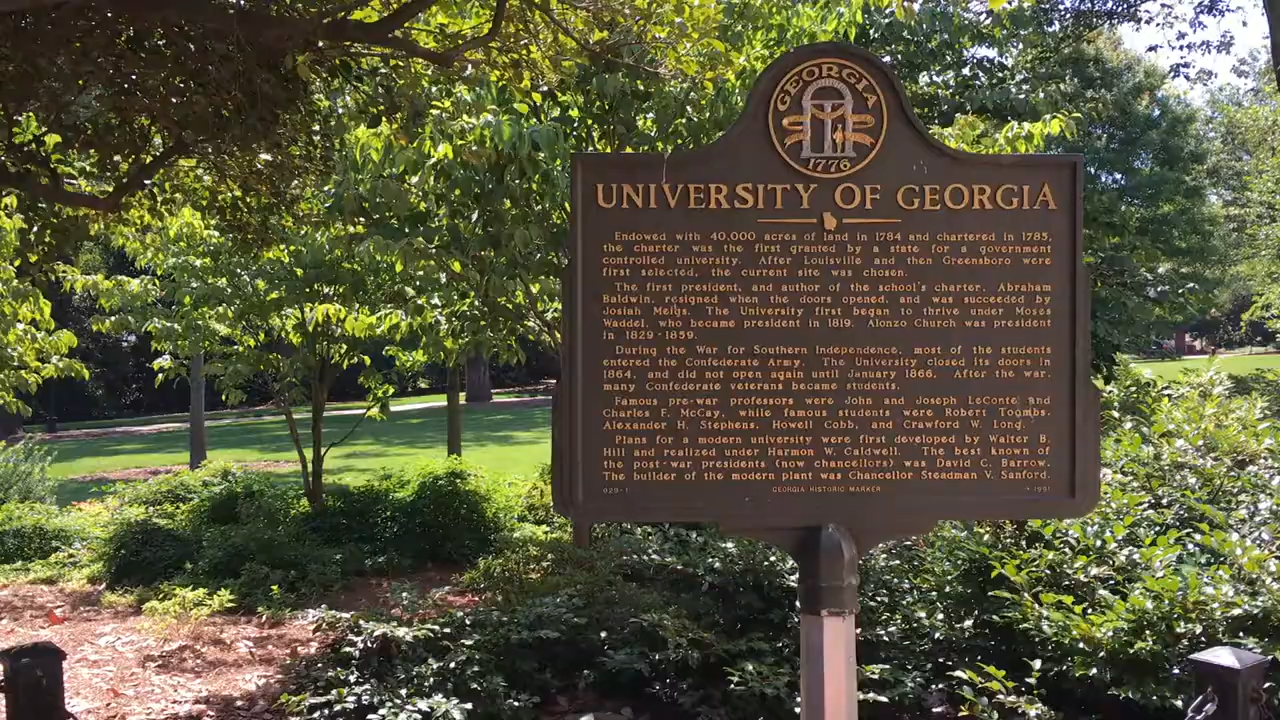 GEORGIA
1776
UNIVERSITY OF GEORGIA
Endowed with 40,000 acres of land in 1784 and chartered in 1785,
the charter was the first granted by a state for a government
controlled university. After Louisville and then Greensboro were
first selected, the current site was chosen.
The first president, and author of the school's charter, Abraham
Baldwin, resigned when the doors opened, and was succeeded by
Josiah Meigs. The University first began to thrive under Moses
Waddel, who became president in 1819. Alonzo Church was president
in 1829-1859.
During the War for Southern Independence, most of the students
entered the Confederate Army. The University closed its doors in
1864, and did not open again until January 1866. After the war,
many Confederate veterans became students.
Famous pre-war professors were John and Joseph LeConte and
Charles F. McCay, while famous students were Robert Toombs,
Alexander H. Stephens, Howell Cobb, and Crawford W. Long.
Plans for a modern university were first developed by Walter B.
Hill and realized under Harmon W. Caldwell. The best known of
the post-war presidents (now chancellors) was David C. Barrow.
The builder of the modern plant was Chancellor Steadman V. Sanford.
029-1 GEORGIA HISTORIC MARKER 1991